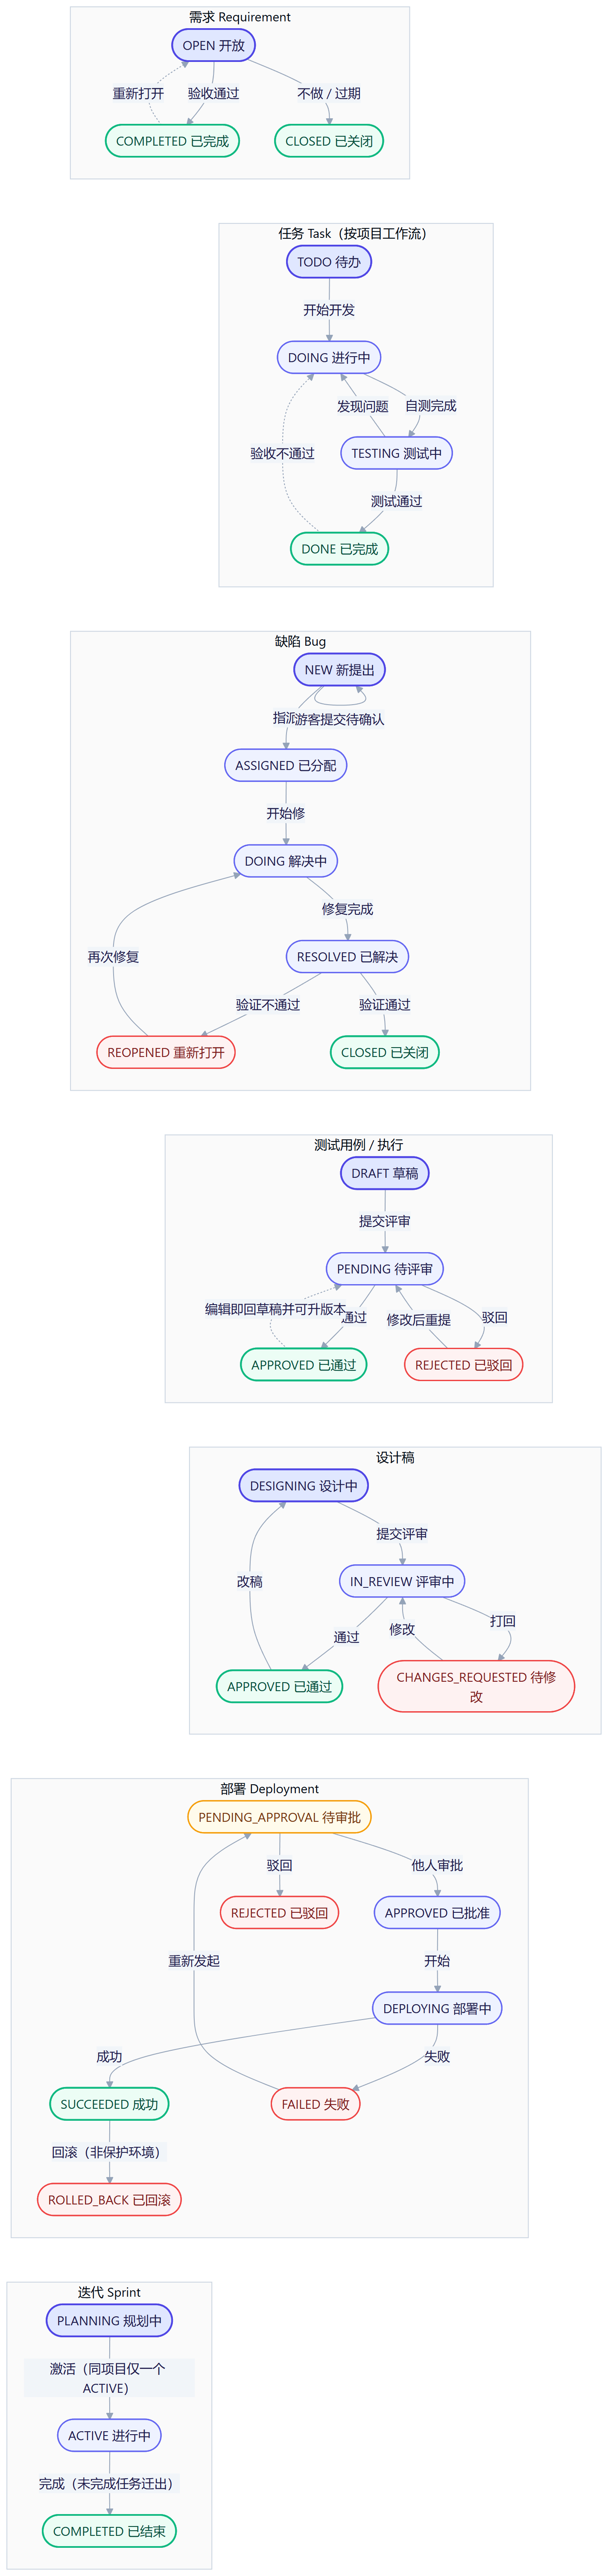 需求 Requirement
OPEN 开放
重新打开
验收通过
不做 / 过期
COMPLETED 已完成
CLOSED 已关闭
任务 Task（按项目工作流）
TODO 待办
开始开发
DOING 进行中
发现问题
自测完成
验收不通过
TESTING 测试中
测试通过
DONE 已完成
缺陷 Bug
NEW 新提出
指派
游客提交待确认
ASSIGNED 已分配
开始修
DOING 解决中
修复完成
再次修复
RESOLVED 已解决
验证不通过
验证通过
REOPENED 重新打开
CLOSED 已关闭
测试用例 / 执行
DRAFT 草稿
提交评审
PENDING 待评审
编辑即回草稿并可升版本
通过
修改后重提
驳回
APPROVED 已通过
REJECTED 已驳回
设计稿
DESIGNING 设计中
提交评审
改稿
IN_REVIEW 评审中
通过
修改
打回
APPROVED 已通过
CHANGES_REQUESTED 待修
改
部署 Deployment
PENDING_APPROVAL 待审批
驳回
他人审批
REJECTED 已驳回
APPROVED 已批准
重新发起
开始
DEPLOYING 部署中
成功
失败
SUCCEEDED 成功
FAILED 失败
回滚（非保护环境）
ROLLED_BACK 已回滚
迭代 Sprint
PLANNING 规划中
激活（同项目仅一个
ACTIVE）
ACTIVE 进行中
完成（未完成任务迁出）
COMPLETED 已结束